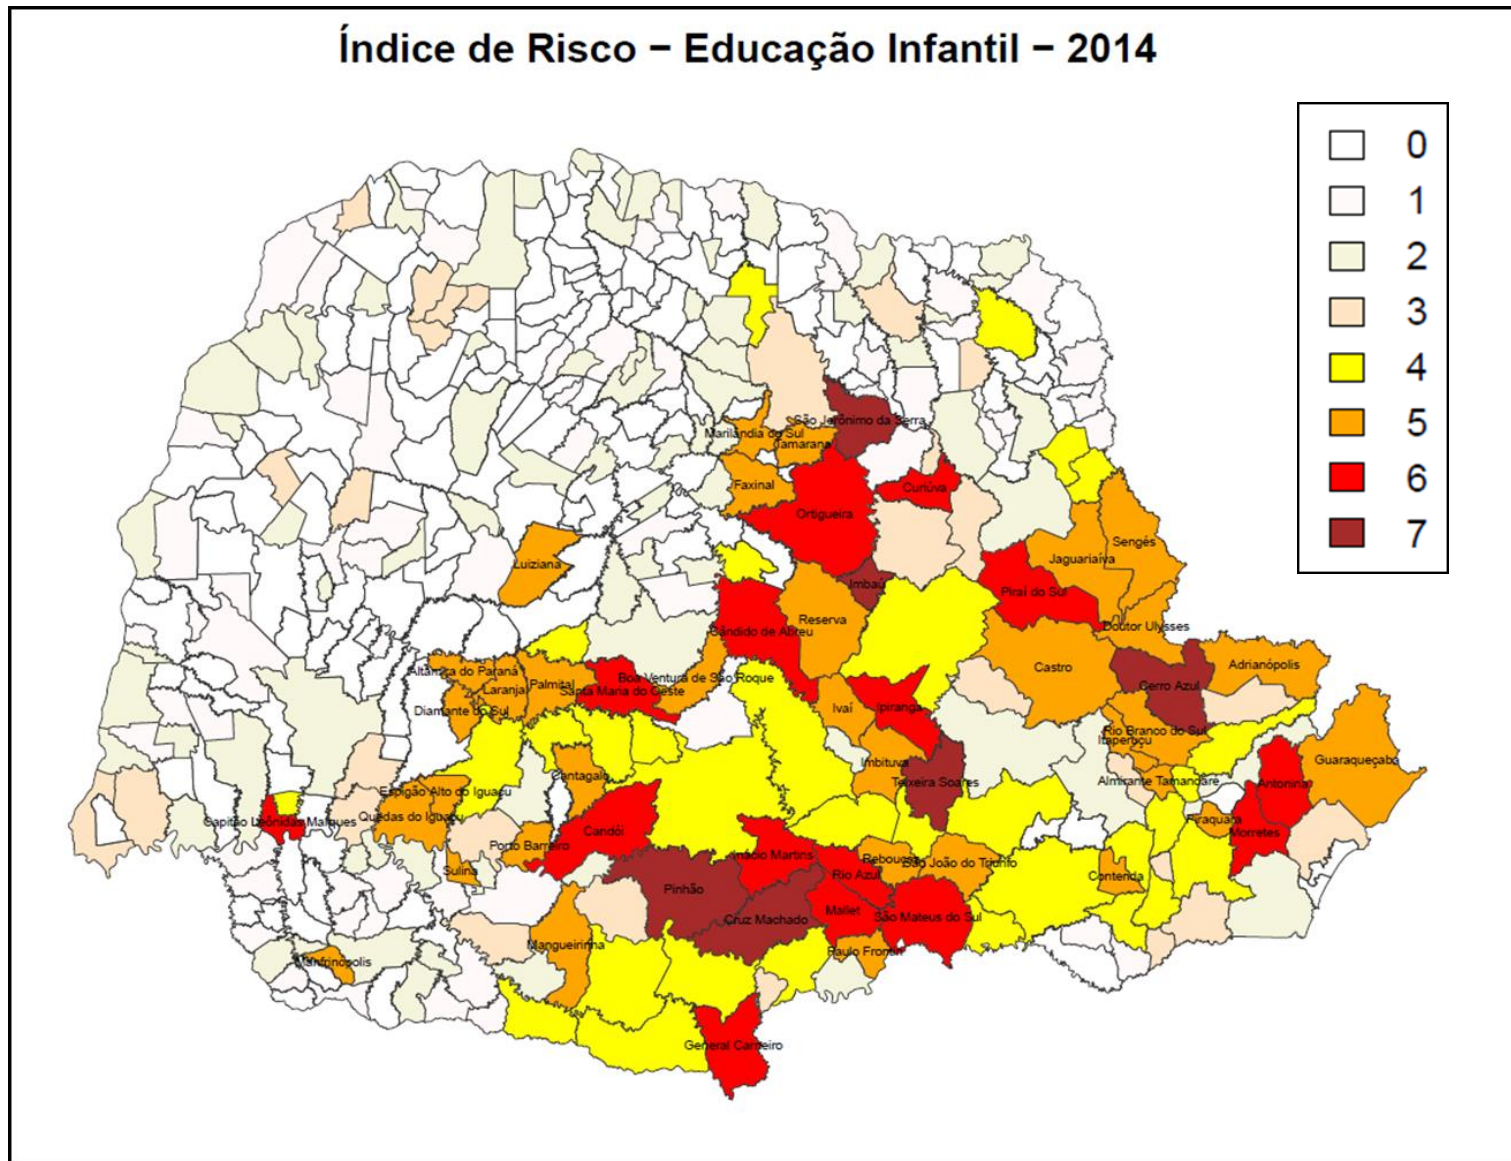 Índice de Risco − Educação Infantil − 2014
0
1
2
3
4
5
6
7
São Jerônimo da Serra
Marilândia do Sul
Tamarana
Faxinal
Curiúva
Ortigueira
Sengés
Jaguariaíva
Luiziana
Imbaú
Piraí do Sul
Reserva
Cândido de Abreu
Doutor Ulysses
Castro
Adrianópolis
Altamira do Paraná
Boa Ventura de São Roque
Laranjal
Palmital
Santa Maria do Oeste
Cerro Azul
Diamante do Sul
Ivaí
Ipiranga
Rio Branco do Sul
Itaperuçu
Guaraqueçaba
Imbituva
Cantagalo
Teixeira Soares
Almirante Tamandaré
Antonina
Espigão Alto do Iguaçu
Quedas do Iguaçu
Capitão Leônidas Marques
Piraquara
Candói
Morretes
Porto Barreiro
Inácio Martins
Rebouças
São João do Triunfo
Sulina
Rio Azul
Contenda
Pinhão
Mallet
São Mateus do Sul
Cruz Machado
Mangueirinha
Paulo Frontin
Manfrinópolis
General Carneiro